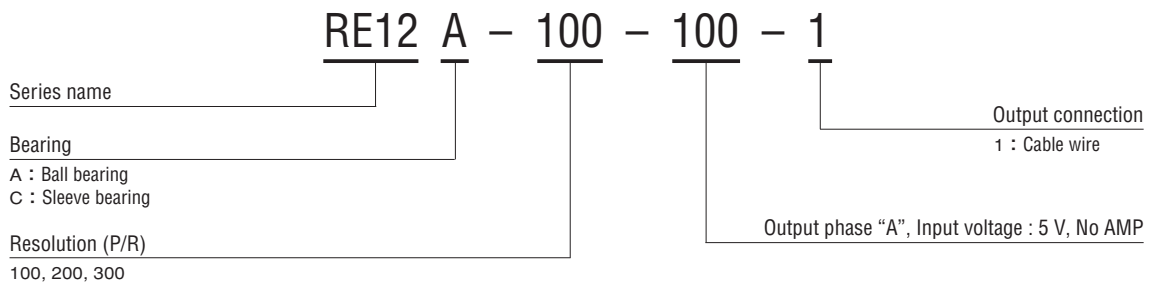 RE12 A – 100 – 100 – 1
Series name
Output connection
1 : Cable wire
Bearing
A : Ball bearing
C : Sleeve bearing
Output phase “A”, Input voltage : 5 V, No AMP
Resolution (P/R)
100, 200, 300